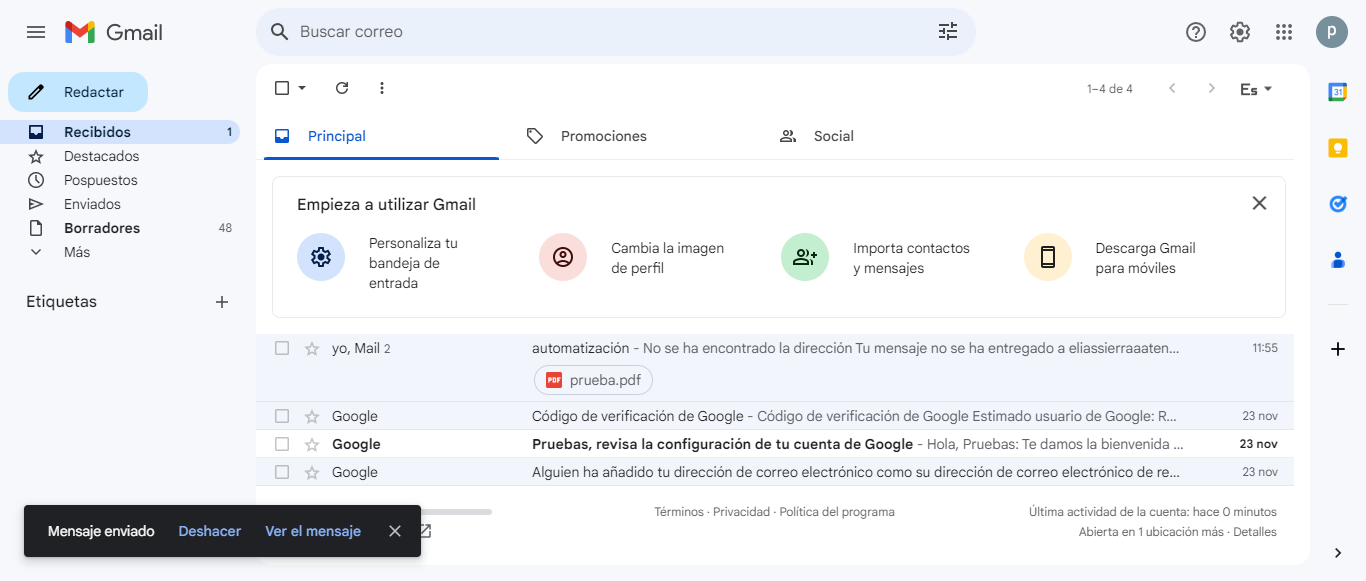 Gmail
Buscar correo
P
Redactar
Recibidos 1
Destacados
Pospuestos
Enviados
Borradores 48
Más
Etiquetas
1–4 de 4
Es
Principal
Promociones
Social
Empieza a utilizar Gmail
Personaliza tu
bandeja de
entrada
Cambia la imagen
de perfil
Importa contactos
y mensajes
Descarga Gmail
para móviles
yo, Mail 2 automatización - No se ha encontrado la dirección Tu mensaje no se ha entregado a eliassierraaaten... 11:55
PDF prueba.pdf
Google Código de verificación de Google - Código de verificación de Google Estimado usuario de Google: R... 23 nov
Google Pruebas, revisa la configuración de tu cuenta de Google - Hola, Pruebas: Te damos la bienvenida ... 23 nov
Google Alguien ha añadido tu dirección de correo electrónico como su dirección de correo electrónico de re... 23 nov
Términos · Privacidad · Política del programa
Última actividad de la cuenta: hace 0 minutos
Abierta en 1 ubicación más · Detalles
Mensaje enviado Deshacer Ver el mensaje
31